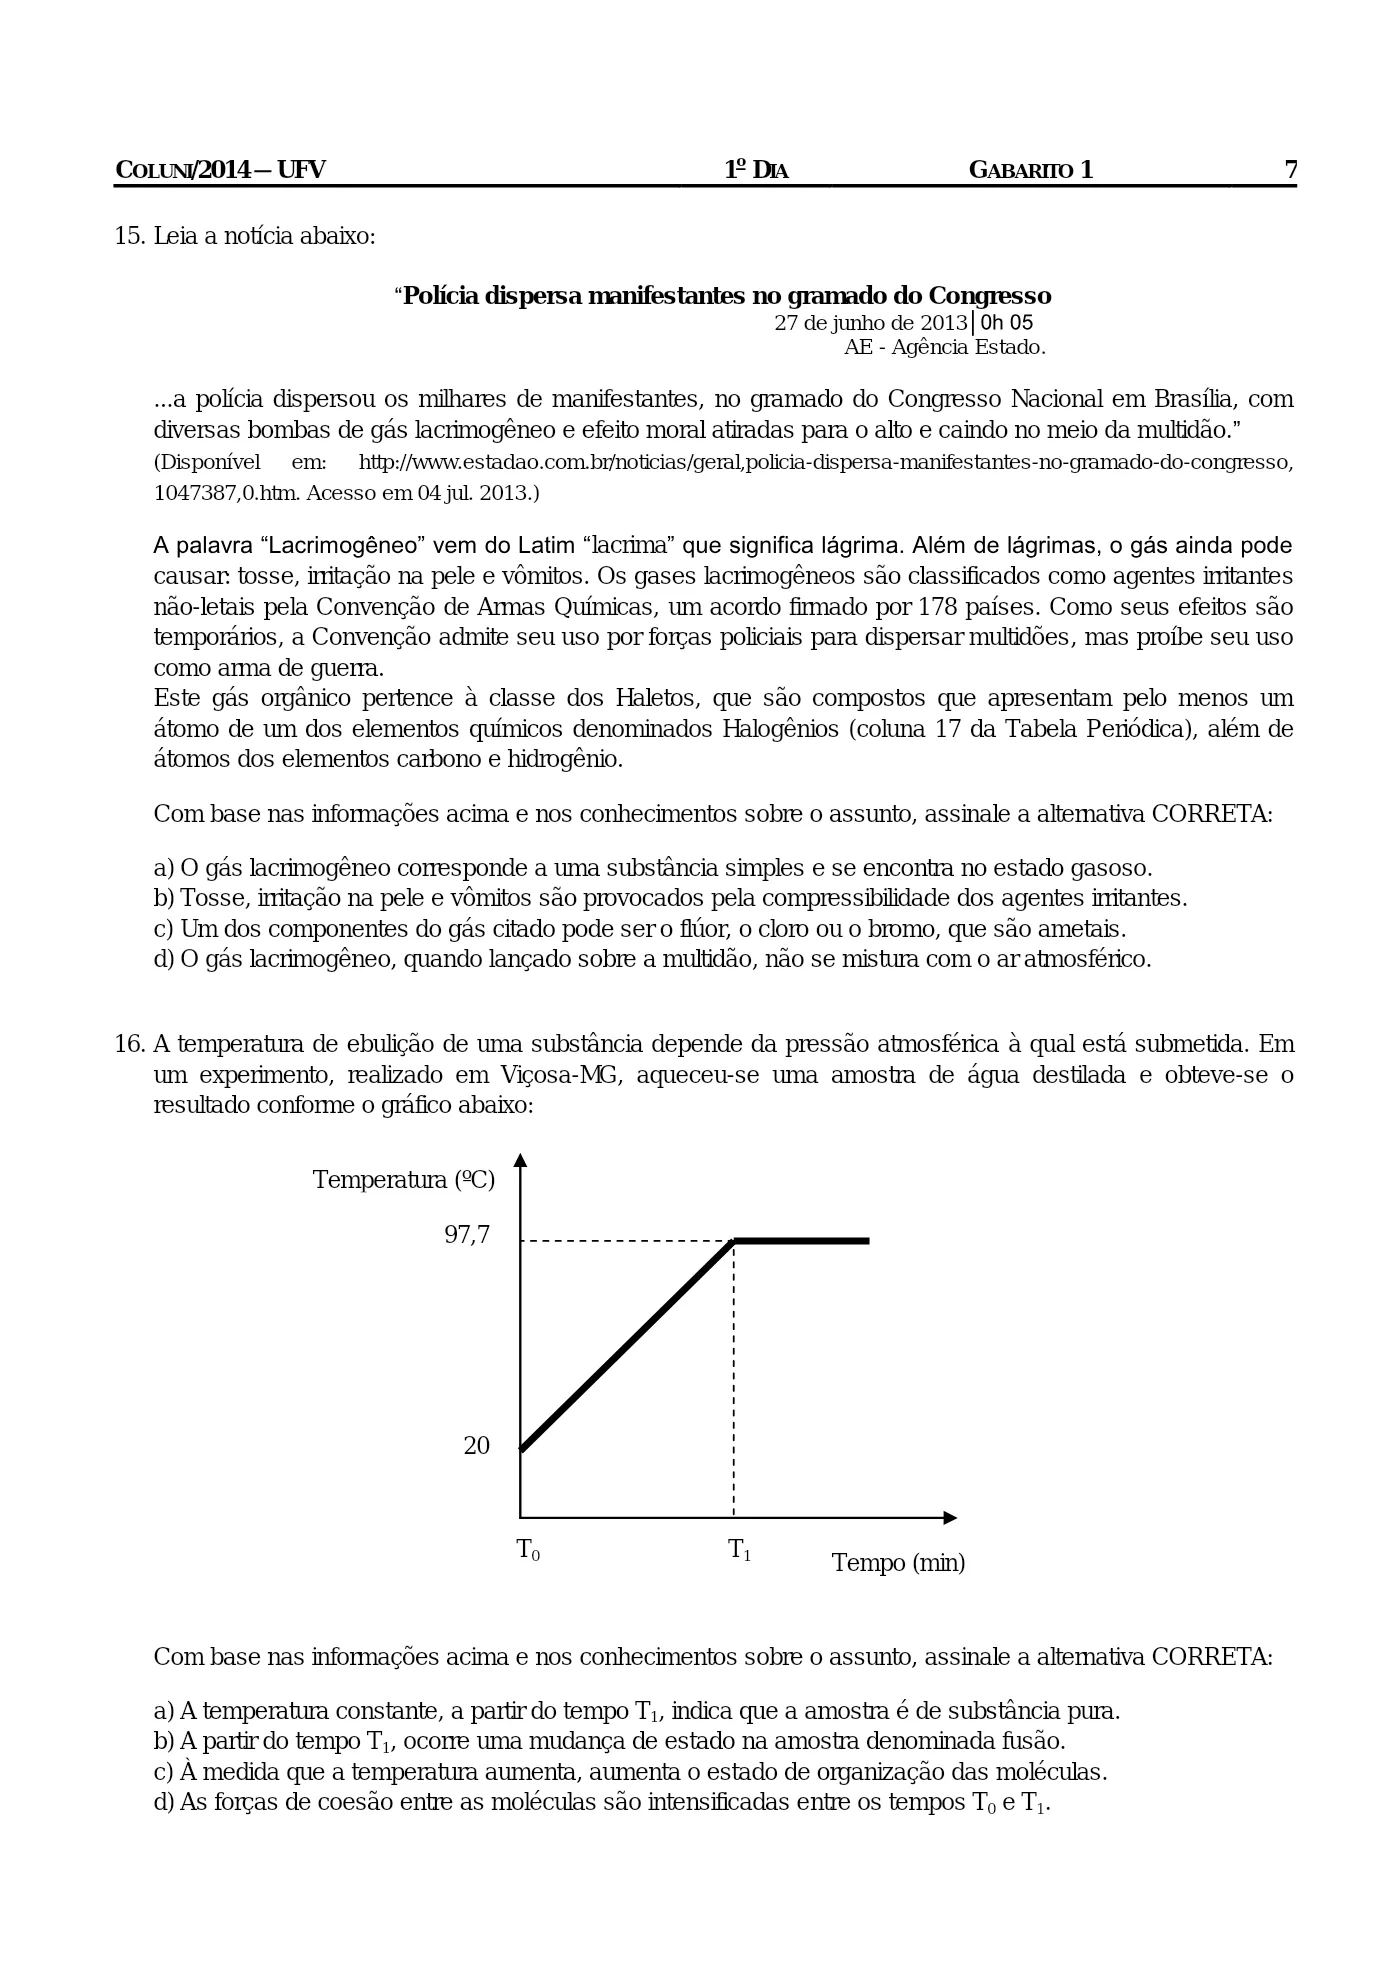 COLUNI/2014 — UFV 1º DIA GABARITO 1 7
15. Leia a notícia abaixo:
“Polícia dispersa manifestantes no gramado do Congresso
27 de junho de 2013│0h 05
AE - Agência Estado.
...a polícia dispersou os milhares de manifestantes, no gramado do Congresso Nacional em Brasília, com
diversas bombas de gás lacrimogêneo e efeito moral atiradas para o alto e caindo no meio da multidão.”
(Disponível em: http://www.estadao.com.br/noticias/geral,policia-dispersa-manifestantes-no-gramado-do-congresso,
1047387,0.htm. Acesso em 04 jul. 2013.)
A palavra “Lacrimogêneo” vem do Latim “lacrima” que significa lágrima. Além de lágrimas, o gás ainda pode
causar: tosse, irritação na pele e vômitos. Os gases lacrimogêneos são classificados como agentes irritantes
não-letais pela Convenção de Armas Químicas, um acordo firmado por 178 países. Como seus efeitos são
temporários, a Convenção admite seu uso por forças policiais para dispersar multidões, mas proíbe seu uso
como arma de guerra.
Este gás orgânico pertence à classe dos Haletos, que são compostos que apresentam pelo menos um
átomo de um dos elementos químicos denominados Halogênios (coluna 17 da Tabela Periódica), além de
átomos dos elementos carbono e hidrogênio.
Com base nas informações acima e nos conhecimentos sobre o assunto, assinale a alternativa CORRETA:
a) O gás lacrimogêneo corresponde a uma substância simples e se encontra no estado gasoso.
b) Tosse, irritação na pele e vômitos são provocados pela compressibilidade dos agentes irritantes.
c) Um dos componentes do gás citado pode ser o flúor, o cloro ou o bromo, que são ametais.
d) O gás lacrimogêneo, quando lançado sobre a multidão, não se mistura com o ar atmosférico.
16. A temperatura de ebulição de uma substância depende da pressão atmosférica à qual está submetida. Em
um experimento, realizado em Viçosa-MG, aqueceu-se uma amostra de água destilada e obteve-se o
resultado conforme o gráfico abaixo:
Temperatura (ºC)
97,7
20
T0 T1
Tempo (min)
Com base nas informações acima e nos conhecimentos sobre o assunto, assinale a alternativa CORRETA:
a) A temperatura constante, a partir do tempo T1, indica que a amostra é de substância pura.
b) A partir do tempo T1, ocorre uma mudança de estado na amostra denominada fusão.
c) À medida que a temperatura aumenta, aumenta o estado de organização das moléculas.
d) As forças de coesão entre as moléculas são intensificadas entre os tempos T0 e T1.